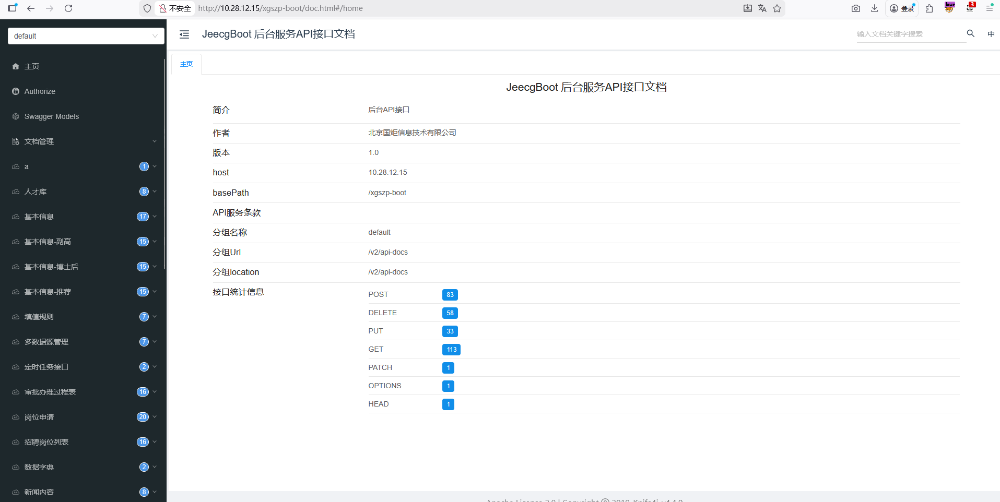 不安全 http://10.28.12.15/xgszp-boot/doc.html#/home bur 登录 3
default
JeecgBoot 后台服务API接口文档
输入文档关键字搜索 中
主页
Authorize
Swagger Models
文档管理
a 1
人才库 8
基本信息 17
基本信息-副高 15
基本信息-博士后 15
基本信息-推荐 15
填值规则 7
多数据源管理 7
定时任务接口 2
审批办理过程表 16
岗位申请 20
招聘岗位列表 16
数据字典 2
新闻内容 8
主页
JeecgBoot 后台服务API接口文档
简介 后台API接口
作者 北京国炬信息技术有限公司
版本 1.0
host 10.28.12.15
basePath /xgszp-boot
API服务条款
分组名称 default
分组Url /v2/api-docs
分组location /v2/api-docs
接口统计信息
POST 83
DELETE 58
PUT 33
GET 113
PATCH 1
OPTIONS 1
HEAD 1
Apache License 2.0 | Copyright © 2019-Knife4j-v4.4.0